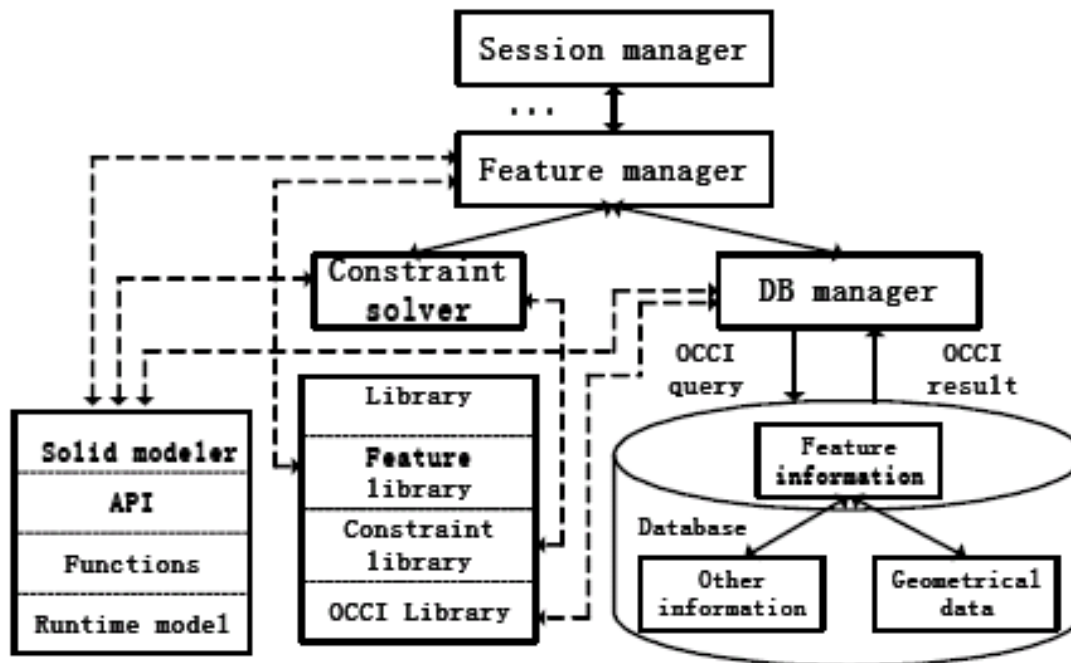 Session manager
...
Feature manager
Constraint
solver
DB manager
OCCI
query
OCCI
result
Library
Feature
library
Constraint
library
OCCI Library
Solid modeler
API
Functions
Runtime model
Feature
information
Database
Other
information
Geometrical
data